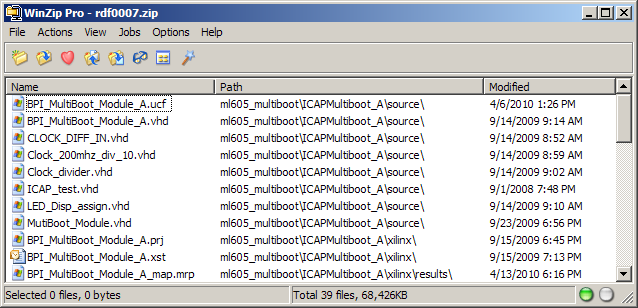 WinZip Pro - rdf0007.zip
File Actions View Jobs Options Help
Name Path Modified
BPI_MultiBoot_Module_A.ucf ml605_multiboot\ICAPMultiboot_A\source\ 4/6/2010 1:26 PM
BPI_MultiBoot_Module_A.vhd ml605_multiboot\ICAPMultiboot_A\source\ 9/14/2009 9:14 AM
CLOCK_DIFF_IN.vhd ml605_multiboot\ICAPMultiboot_A\source\ 9/14/2009 8:52 AM
Clock_200mhz_div_10.vhd ml605_multiboot\ICAPMultiboot_A\source\ 9/14/2009 8:59 AM
Clock_divider.vhd ml605_multiboot\ICAPMultiboot_A\source\ 9/14/2009 9:02 AM
ICAP_test.vhd ml605_multiboot\ICAPMultiboot_A\source\ 9/1/2008 7:48 PM
LED_Disp_assign.vhd ml605_multiboot\ICAPMultiboot_A\source\ 9/14/2009 9:10 AM
MutiBoot_Module.vhd ml605_multiboot\ICAPMultiboot_A\source\ 9/23/2009 6:56 PM
BPI_MultiBoot_Module_A.prj ml605_multiboot\ICAPMultiboot_A\xilinx\ 9/15/2009 6:45 PM
BPI_MultiBoot_Module_A.xst ml605_multiboot\ICAPMultiboot_A\xilinx\ 9/15/2009 7:13 PM
BPI_MultiBoot_Module_A_map.mrp ml605_multiboot\ICAPMultiboot_A\xilinx\results\ 4/13/2010 6:16 PM
Selected 0 files, 0 bytes Total 39 files, 68,426KB